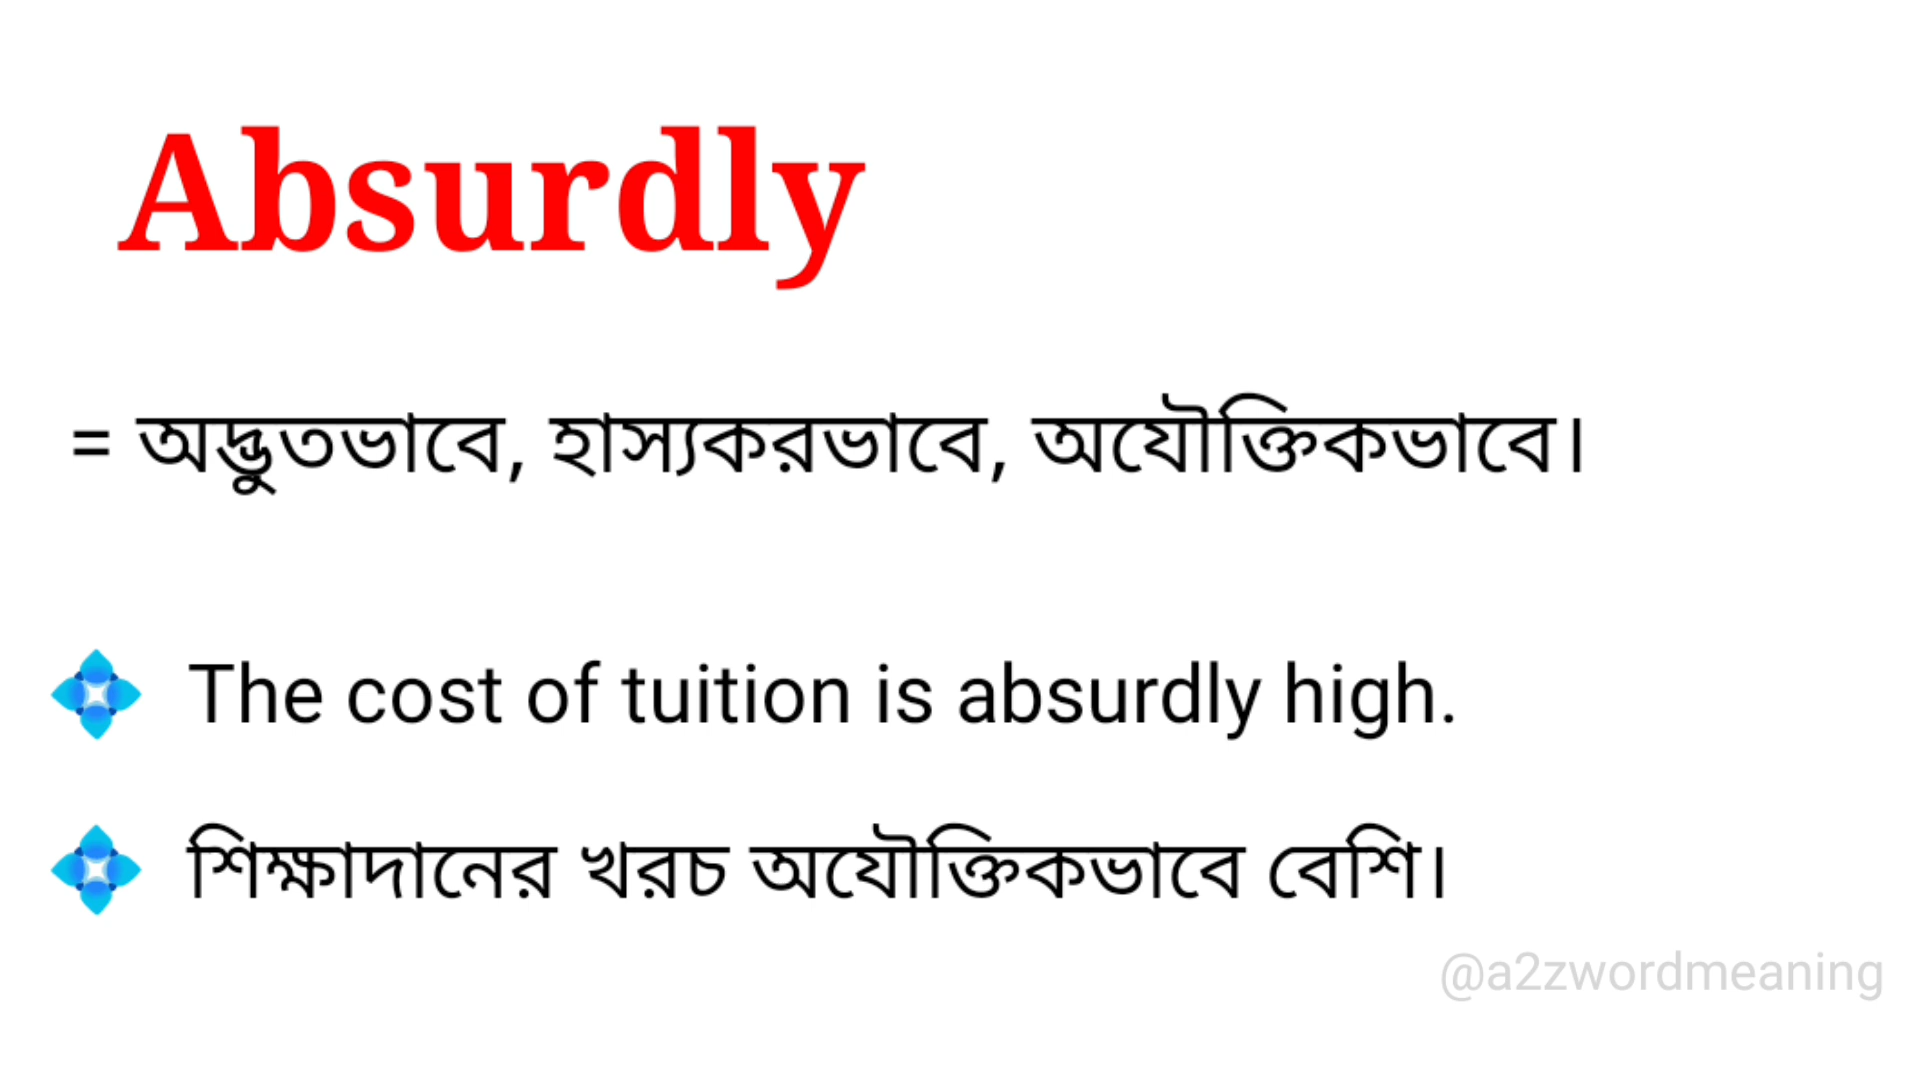 Absurdly
= অদ্ভুতভাবে, হাস্যকরভাবে, অযৌক্তিকভাবে।
💠 The cost of tuition is absurdly high.
💠 শিক্ষাদানের খরচ অযৌক্তিকভাবে বেশি।
@a2zwordmeaning